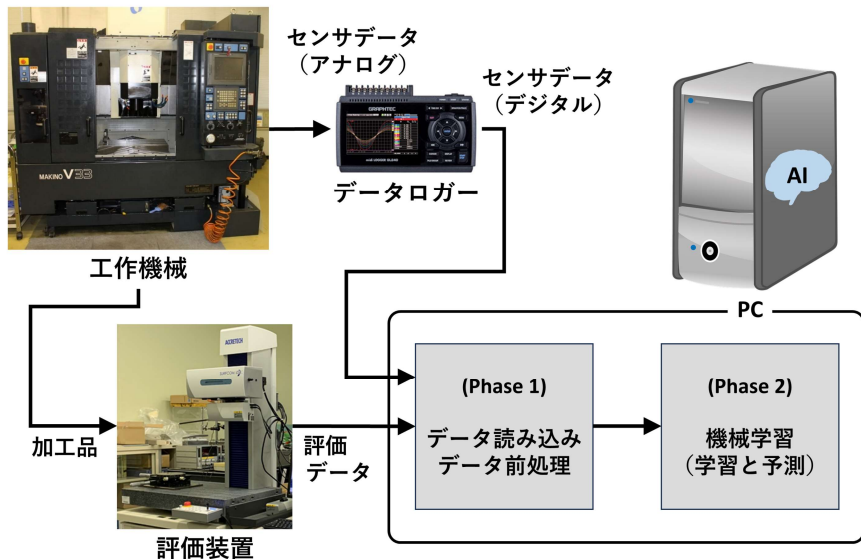 センサデータ
（アナログ）
センサデータ
（デジタル）
GRAPHTEC
MAKINO V33
データロガー
AI
工作機械
PC
ACCRETECH
(Phase 1)
データ読み込み
データ前処理
(Phase 2)
機械学習
（学習と予測）
加工品
評価
データ
評価装置